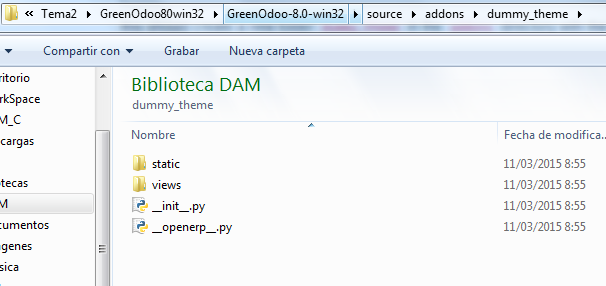 « Tema2 ▸ GreenOdoo80win32 ▸ GreenOdoo-8.0-win32 ▸ source ▸ addons ▸ dummy_theme ▸
Compartir con ▾ Grabar Nueva carpeta
Biblioteca DAM
dummy_theme
Nombre Fecha de modifica...
static 11/03/2015 8:55
views 11/03/2015 8:55
__init__.py 11/03/2015 8:55
__openerp__.py 11/03/2015 8:55
ritorio
rkSpace
M_C
cargas
otecas
M
cumentos
ágenes
sica